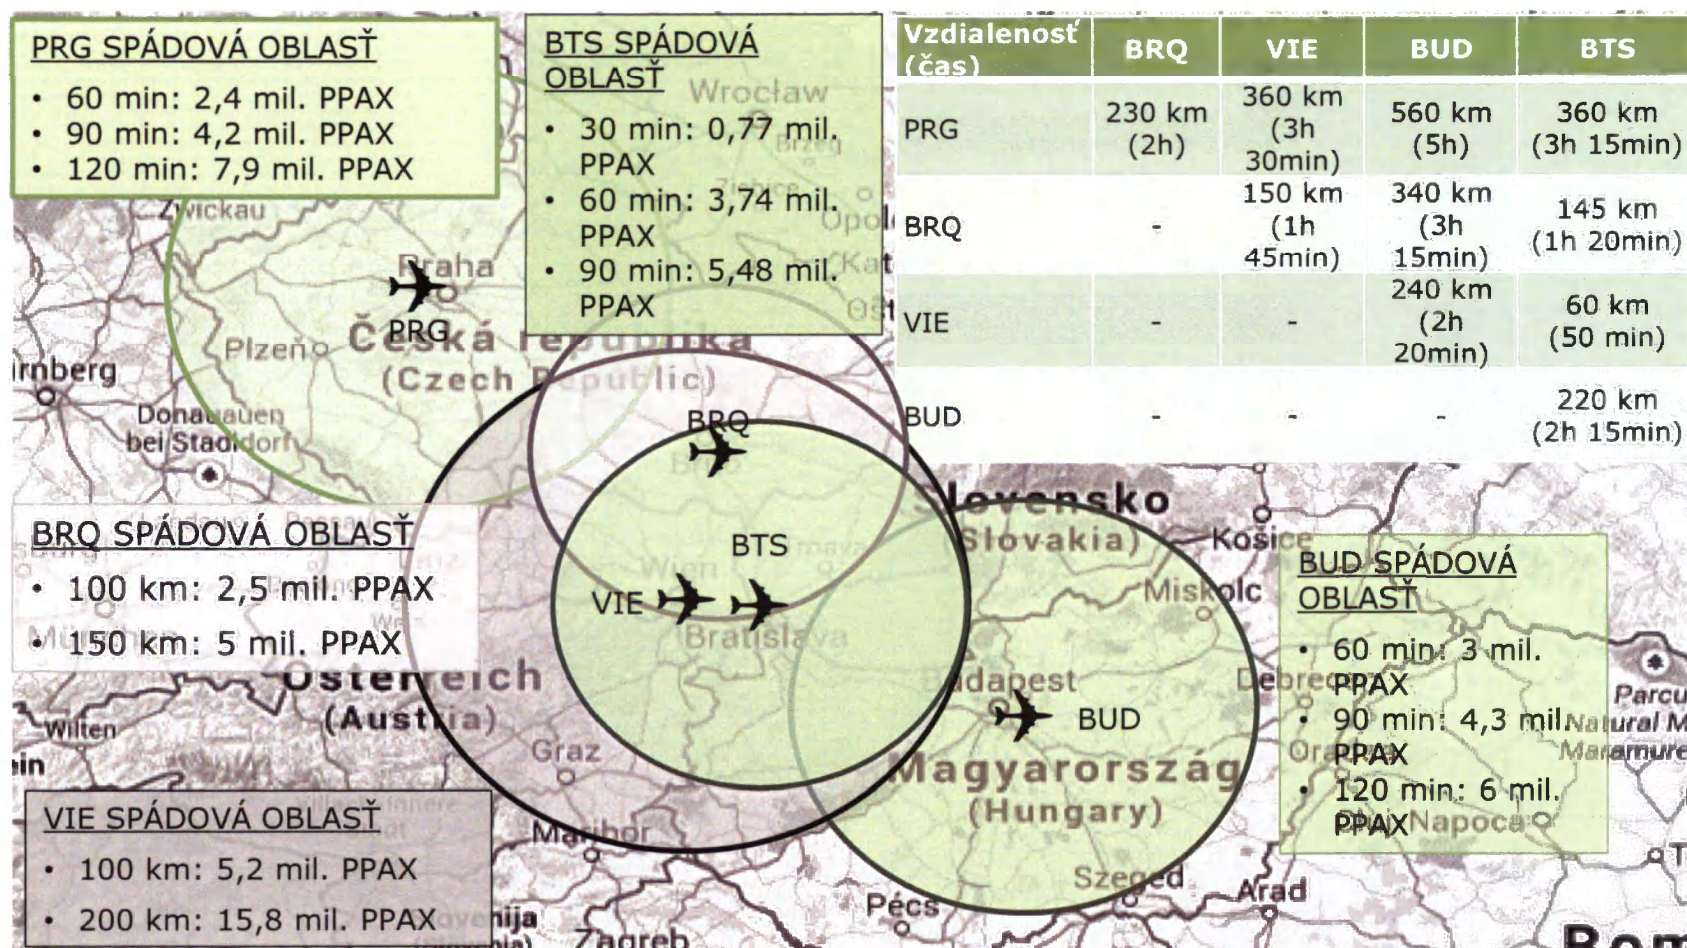 PRG SPÁDOVÁ OBLASŤ
• 60 min: 2,4 mil. PPAX
• 90 min: 4,2 mil. PPAX
• 120 min: 7,9 mil. PPAX
BTS SPÁDOVÁ
OBLASŤ
• 30 min: 0,77 mil.
PPAX
• 60 min: 3,74 mil.
PPAX
• 90 min: 5,48 mil.
PPAX
Vzdialenosť (čas) BRQ VIE BUD BTS
PRG 230 km (2h) 360 km (3h 30min) 560 km (5h) 360 km (3h 15min)
BRQ - 150 km (1h 45min) 340 km (3h 15min) 145 km (1h 20min)
VIE - - 240 km (2h 20min) 60 km (50 min)
BUD - - - 220 km (2h 15min)
Wrocław
Brzeg
Zwickau
Praha
PRG
Plzeň
Česká republika
(Czech Republic)
Donaueschingen
bei Stadldorf
BRQ
Brno
BRQ SPÁDOVÁ OBLASŤ
• 100 km: 2,5 mil. PPAX
• 150 km: 5 mil. PPAX
München
BTS
Trnava
Wien
VIE
Bratislava
Slovensko
(Slovakia)
Košice
Miskolc
BUD SPÁDOVÁ
OBLASŤ
• 60 min: 3 mil.
PPAX
• 90 min: 4,3 mil.
PPAX
• 120 min: 6 mil.
PPAX
Österreich
(Austria)
Wilten
Graz
Budapest
BUD
Magyarország
(Hungary)
VIE SPÁDOVÁ OBLASŤ
• 100 km: 5,2 mil. PPAX
• 200 km: 15,8 mil. PPAX
Maribor
Zagreb
Pécs
Szeged
Arad
Napoca